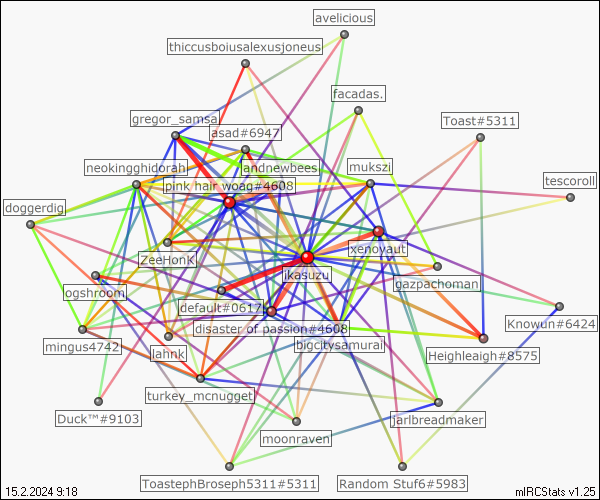 avelicious
thiccusboiusalexusjoneus
facadas.
gregor_samsa
Toast#5311
asad#6947
neokingghidorah
landnewbees
mukszi
pink hair woag#4608
tescoroll
doggerdig
xenovaut
ZeeHonK
ikasuzu
gazpachoman
ogshroom
default#0617
Knowun#6424
disaster of passion#4608
mingus4742
bigcitysamurai
lahnk
Heighleaigh#8575
turkey_mcnugget
Duck™#9103
jarlbreadmaker
moonraven
ToastephBroseph5311#5311
Random Stuf6#5983
15.2.2024 9:18
mIRCStats v1.25